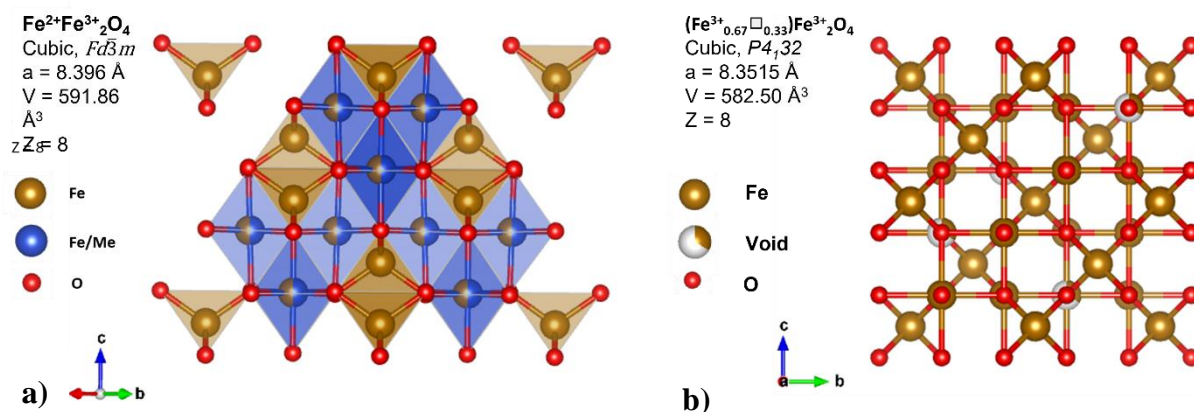 Fe²⁺Fe³⁺₂O₄
Cubic, Fd3̄m
a = 8.396 Å
V = 591.86
Å³
z Z₈= 8
Fe
Fe/Me
O
c
b
a)
(Fe³⁺₀.₆₇□₀.₃₃)Fe³⁺₂O₄
Cubic, P4₁32
a = 8.3515 Å
V = 582.50 Å³
Z = 8
Fe
Void
O
c
a
b
b)